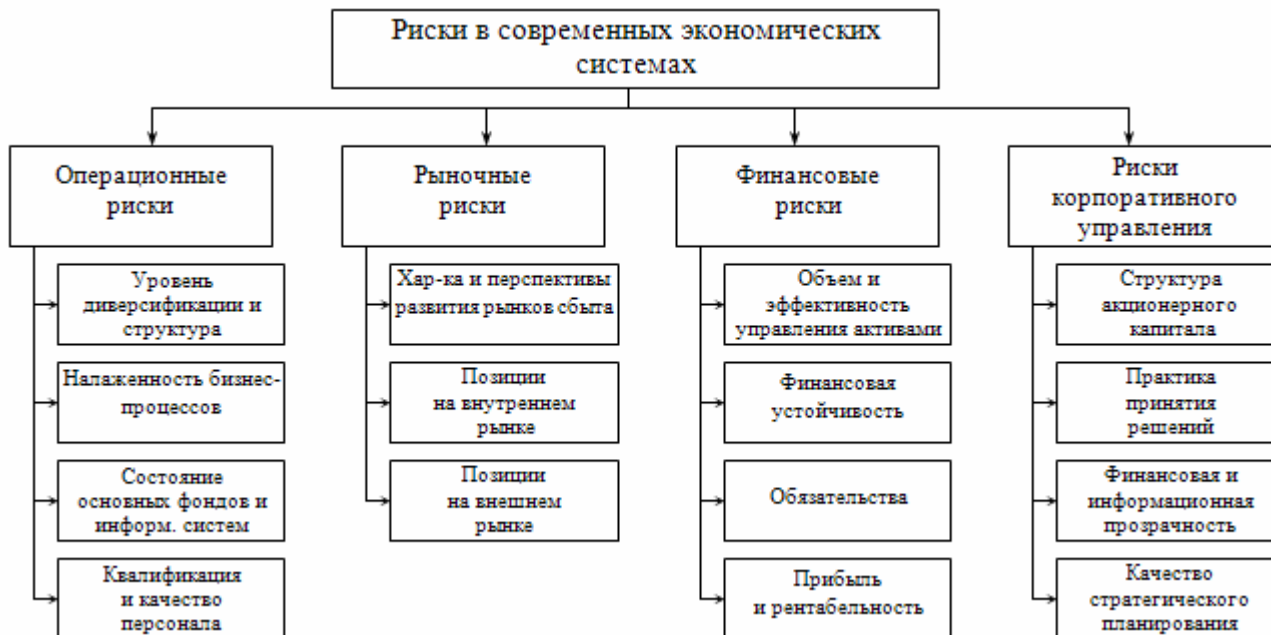 Риски в современных экономических
системах
Операционные
риски
Уровень
диверсификации и
структура
Налаженность бизнес-
процессов
Состояние
основных фондов и
информ. систем
Квалификация
и качество
персонала
Рыночные
риски
Хар-ка и перспективы
развития рынков сбыта
Позиции
на внутреннем
рынке
Позиции
на внешнем
рынке
Финансовые
риски
Объем и
эффективность
управления активами
Финансовая
устойчивость
Обязательства
Прибыль
и рентабельность
Риски
корпоративного
управления
Структура
акционерного
капитала
Практика
принятия
решений
Финансовая и
информационная
прозрачность
Качество
стратегического
планирования